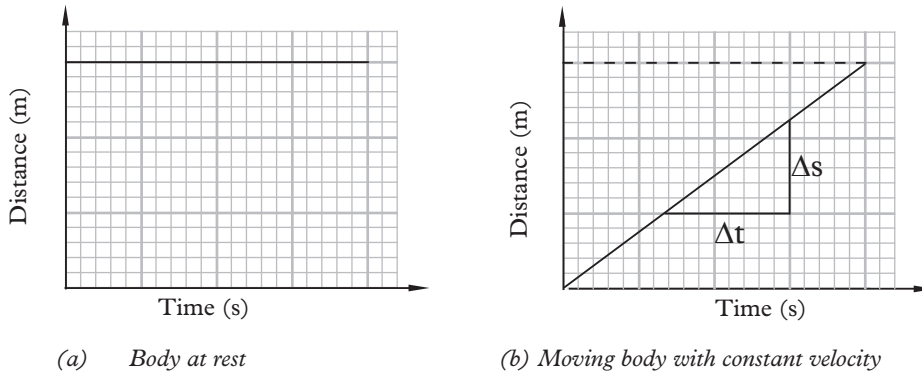 Distance (m)
Time (s)
(a) Body at rest
Distance (m)
Δs
Δt
Time (s)
(b) Moving body with constant velocity